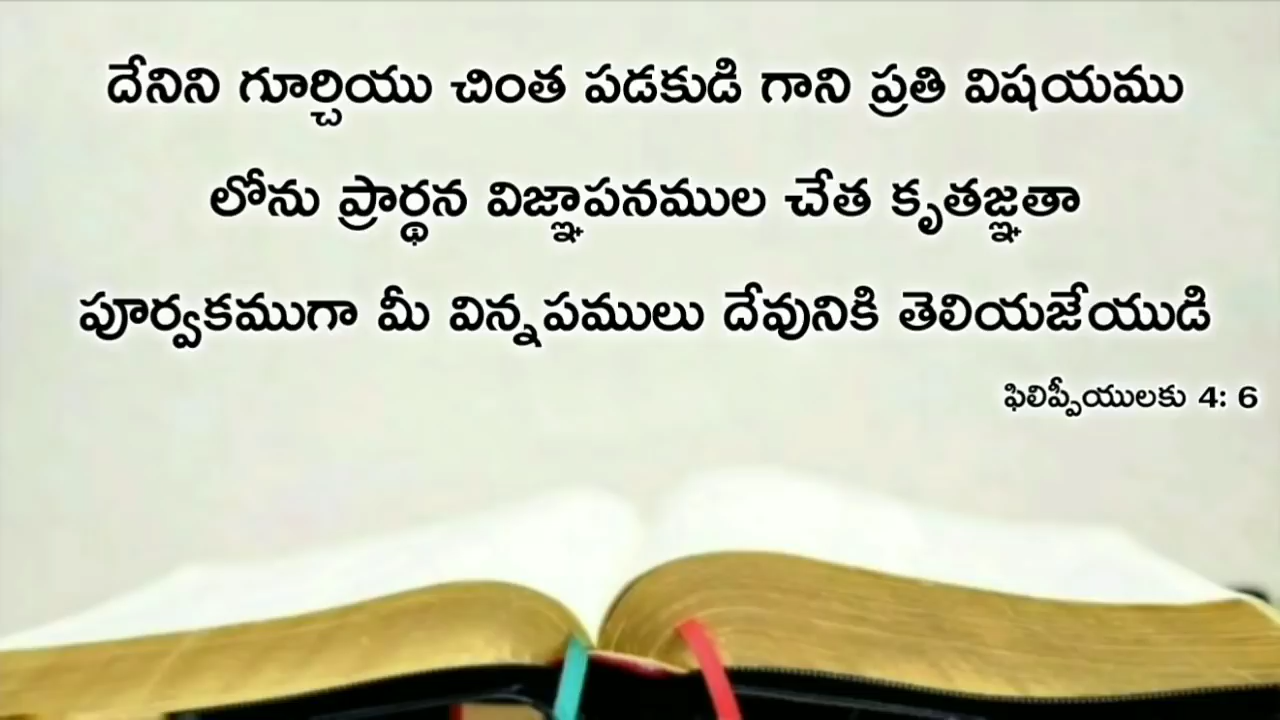 దేనిని గూర్చియు చింత పడకుడి గాని ప్రతి విషయము
లోను ప్రార్థన విజ్ఞాపనముల చేత కృతజ్ఞతా
పూర్వకముగా మీ విన్నపములు దేవునికి తెలియజేయుడి
ఫిలిప్పీయులకు 4: 6